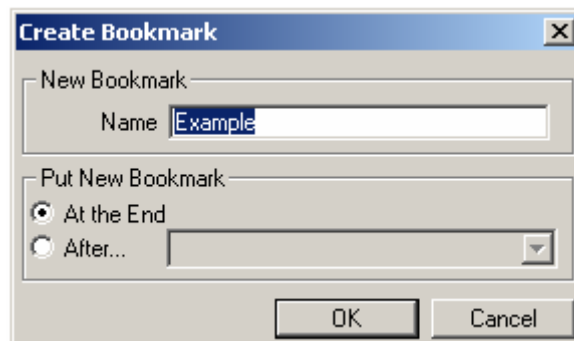 Create Bookmark
New Bookmark
Name Example
Put New Bookmark
At the End
After...
OK Cancel